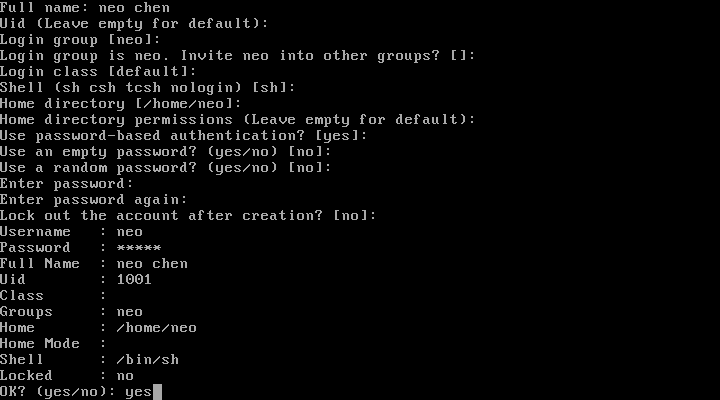 Full name: neo chen
Uid (Leave empty for default):
Login group [neo]:
Login group is neo. Invite neo into other groups? []:
Login class [default]:
Shell (sh csh tcsh nologin) [sh]:
Home directory [/home/neo]:
Home directory permissions (Leave empty for default):
Use password-based authentication? [yes]:
Use an empty password? (yes/no) [no]:
Use a random password? (yes/no) [no]:
Enter password:
Enter password again:
Lock out the account after creation? [no]:
Username   : neo
Password   : *****
Full Name  : neo chen
Uid        : 1001
Class      :
Groups     : neo
Home       : /home/neo
Home Mode  :
Shell      : /bin/sh
Locked     : no
OK? (yes/no): yes